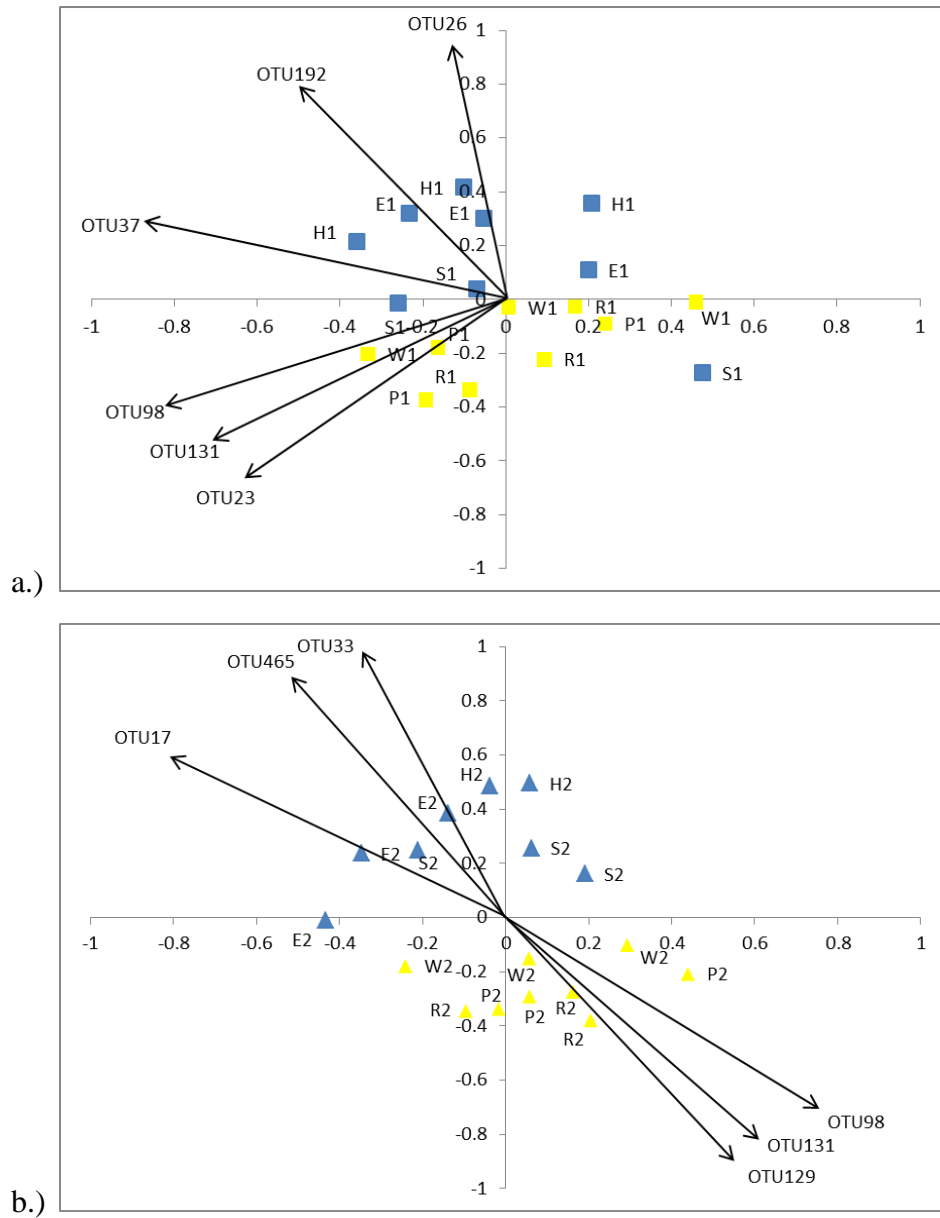 OTU26
1
OTU192
0.8
0.6
0.4
H1
H1
E1
E1
OTU37
H1
0.2
E1
S1
0
-1
-0.8
-0.6
-0.4
-0.2
0
0.2
0.4
0.6
0.8
1
S1
P1
W1
R1
P1
W1
W1
-0.2
R1
R1
S1
P1
-0.4
OTU98
OTU131
OTU23
-0.6
-0.8
-1
a.)
OTU33
1
OTU465
0.8
OTU17
0.6
H2
H2
E2
0.4
E2
S2
S2
0.2
S2
0
-1
-0.8
-0.6
-0.4
-0.2
0
0.2
0.4
0.6
0.8
1
E2
W2
-0.2
W2
W2
P2
R2
P2
P2
R2
-0.4
R2
-0.6
-0.8
OTU98
OTU131
OTU129
-1
b.)